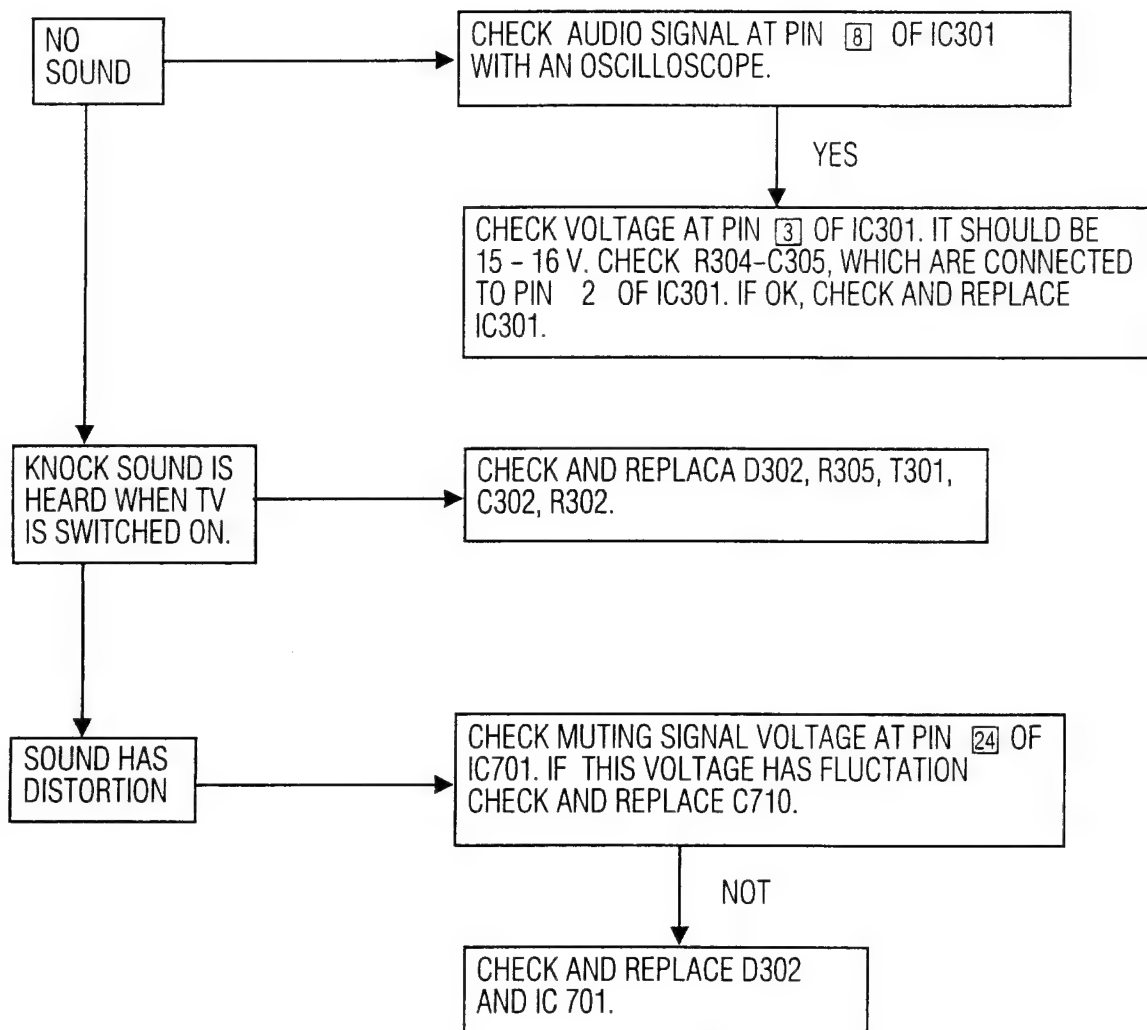 NO
SOUND
CHECK AUDIO SIGNAL AT PIN 8 OF IC301
WITH AN OSCILLOSCOPE.
YES
CHECK VOLTAGE AT PIN 3 OF IC301. IT SHOULD BE
15 – 16 V. CHECK R304–C305, WHICH ARE CONNECTED
TO PIN 2 OF IC301. IF OK, CHECK AND REPLACE
IC301.
KNOCK SOUND IS
HEARD WHEN TV
IS SWITCHED ON.
CHECK AND REPLACA D302, R305, T301,
C302, R302.
SOUND HAS
DISTORTION
CHECK MUTING SIGNAL VOLTAGE AT PIN 24 OF
IC701. IF THIS VOLTAGE HAS FLUCTATION
CHECK AND REPLACE C710.
NOT
CHECK AND REPLACE D302
AND IC 701.